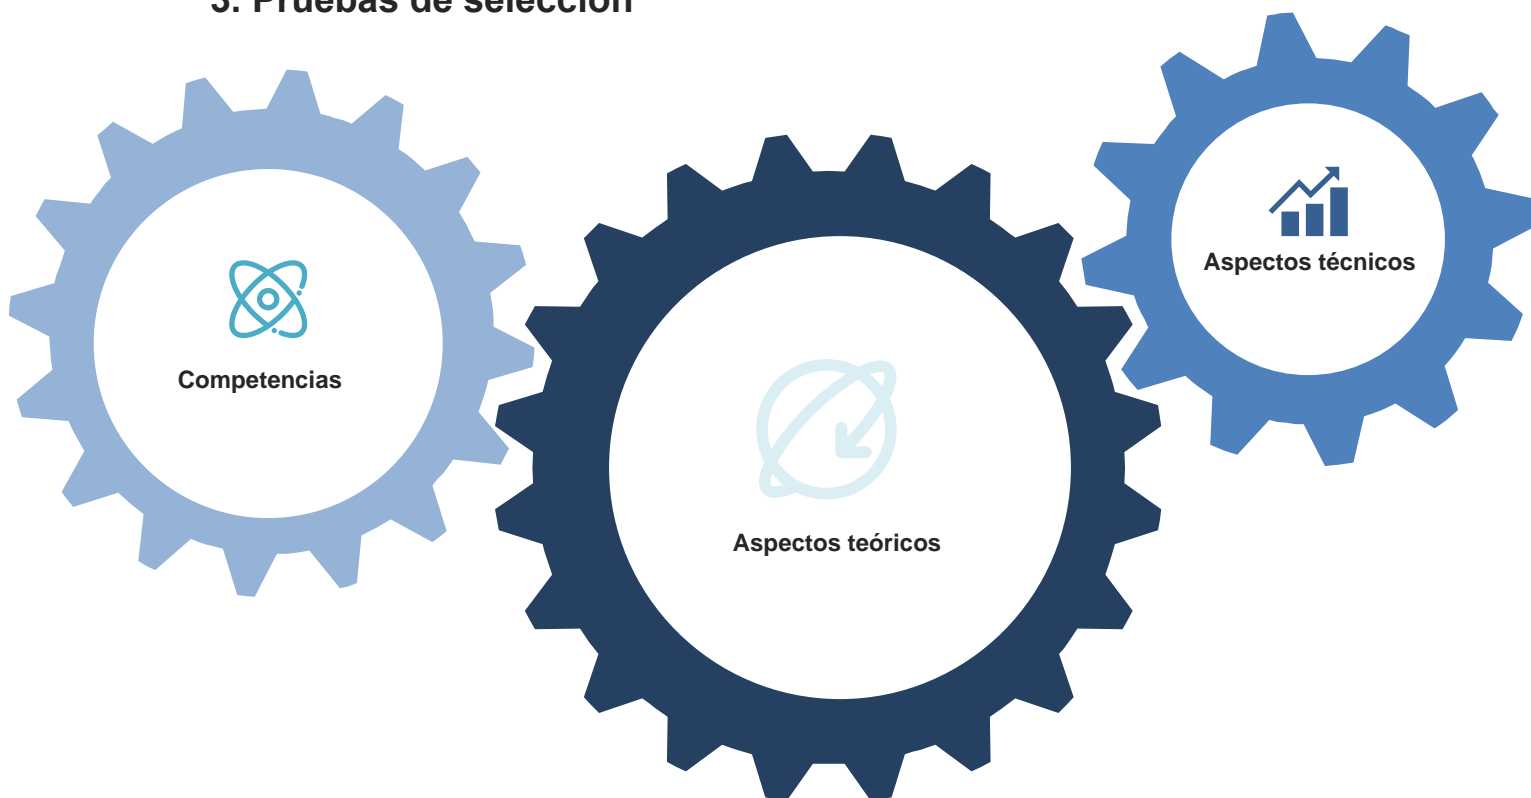 3. Pruebas de selección
Competencias
Aspectos teóricos
Aspectos técnicos